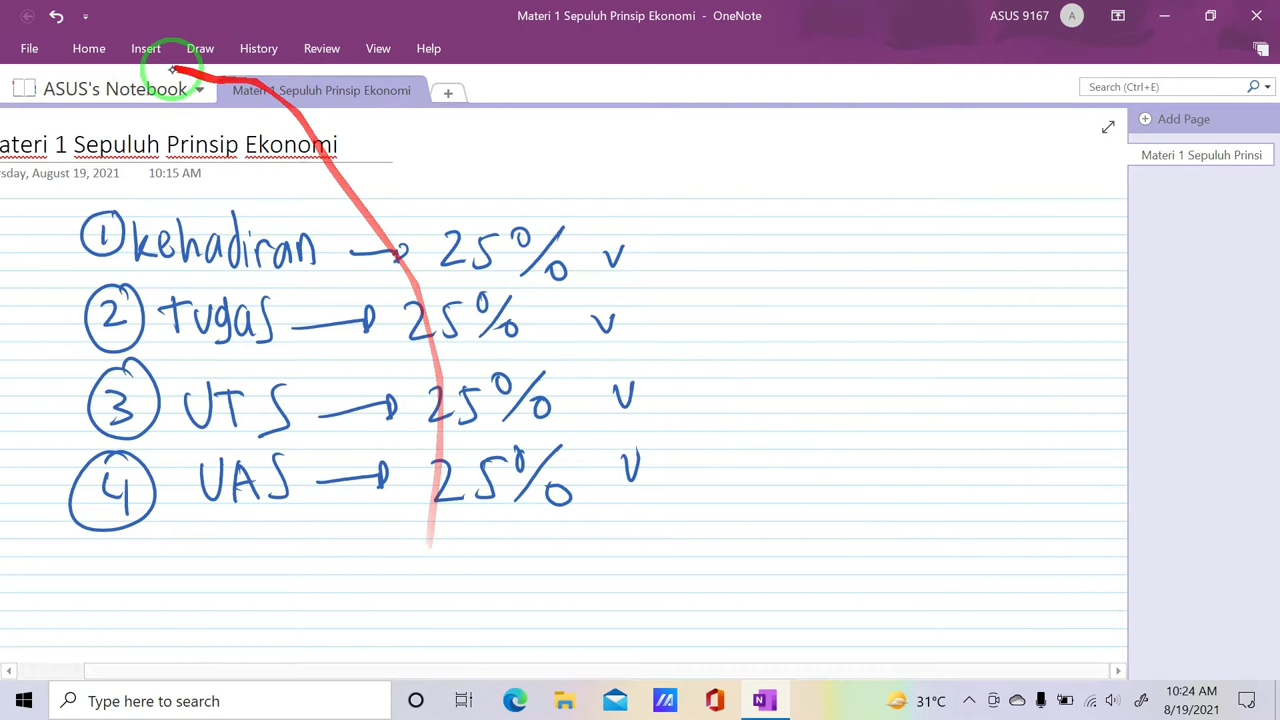 Materi 1 Sepuluh Prinsip Ekonomi - OneNote
ASUS 9167
A
File Home Insert Draw History Review View Help
ASUS's Notebook
Materi 1 Sepuluh Prinsip Ekonomi
Search (Ctrl+E)
Add Page
Materi 1 Sepuluh Prinsi
ateri 1 Sepuluh Prinsip Ekonomi
rsday, August 19, 2021 10:15 AM
1 kehadiran → 25% v
2 tugas → 25% v
3 UTS → 25% v
4 UAS → 25% v
Type here to search
31°C
10:24 AM
8/19/2021